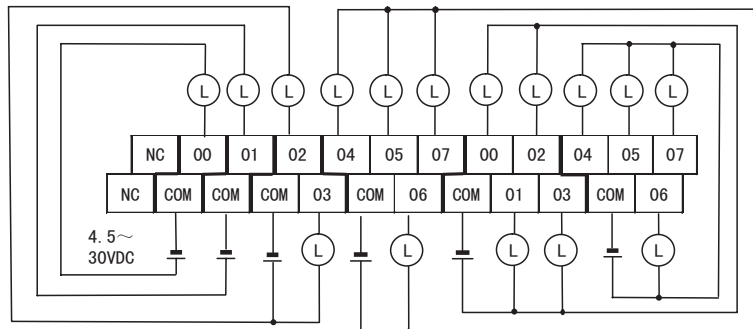 L L L L L L L L L L L
NC 00 01 02 04 05 07 00 02 04 05 07
NC COM COM COM 03 COM 06 COM 01 03 COM 06
4.5～
30VDC
L L L L L